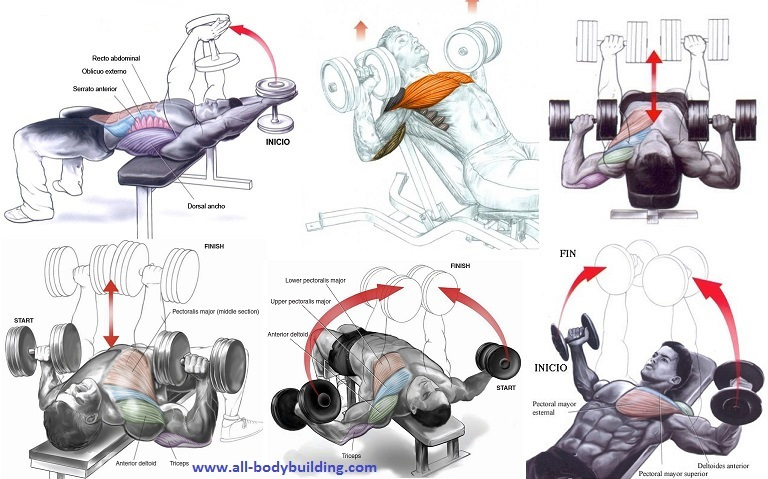 Recto abdominal
Oblicuo externo
Serrato anterior
INICIO
Dorsal ancho
FINISH
START
Pectoralis major (middle section)
Anterior deltoid
Triceps
FINISH
Lower pectoralis major
Upper pectoralis major
Anterior deltoid
START
Triceps
FIN
INICIO
Pectoral mayor
esternal
Deltoides anterior
Pectoral mayor superior
www.all-bodybuilding.com